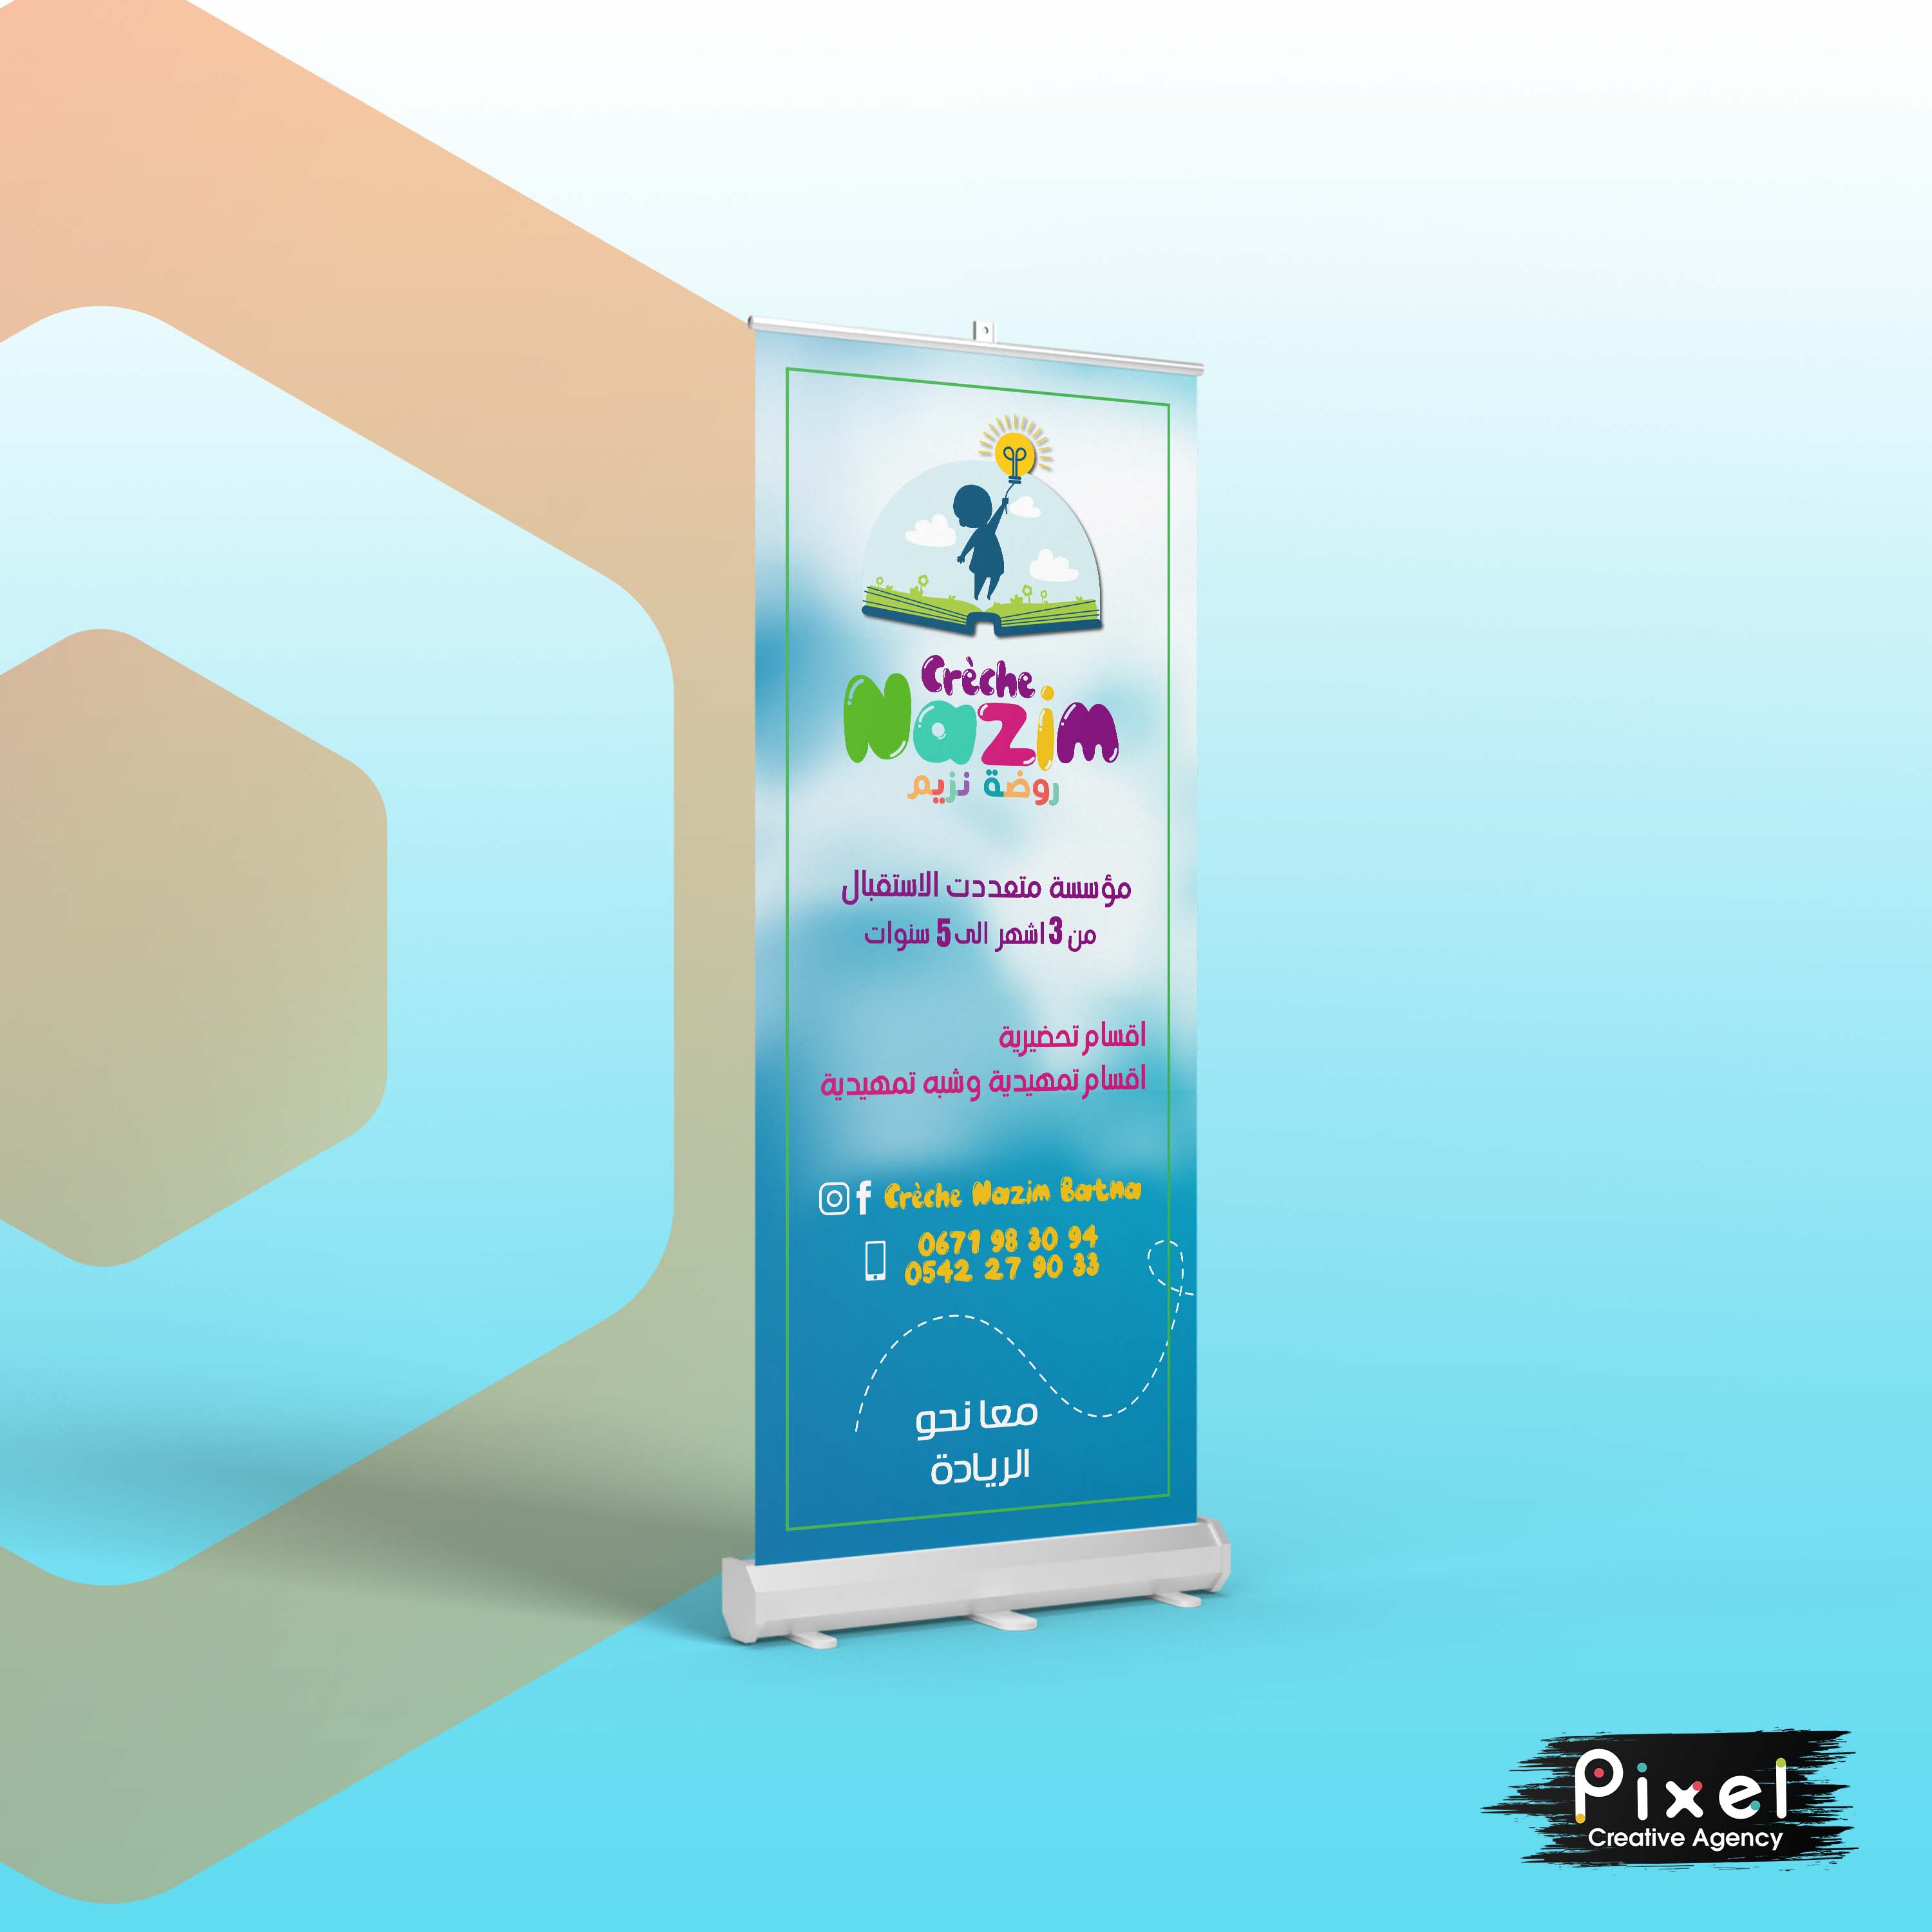 Crèche
Nazim
روضة نزيم
مؤسسة متعددت الاستقبال
من 3 اشهر الى 5 سنوات
اقسام تحضيرية
اقسام تمهيدية وشبه تمهيدية
Crèche Nazim Batna
0671 98 30 94
0542 27 90 33
معا نحو
الريادة
Pixel
Creative Agency